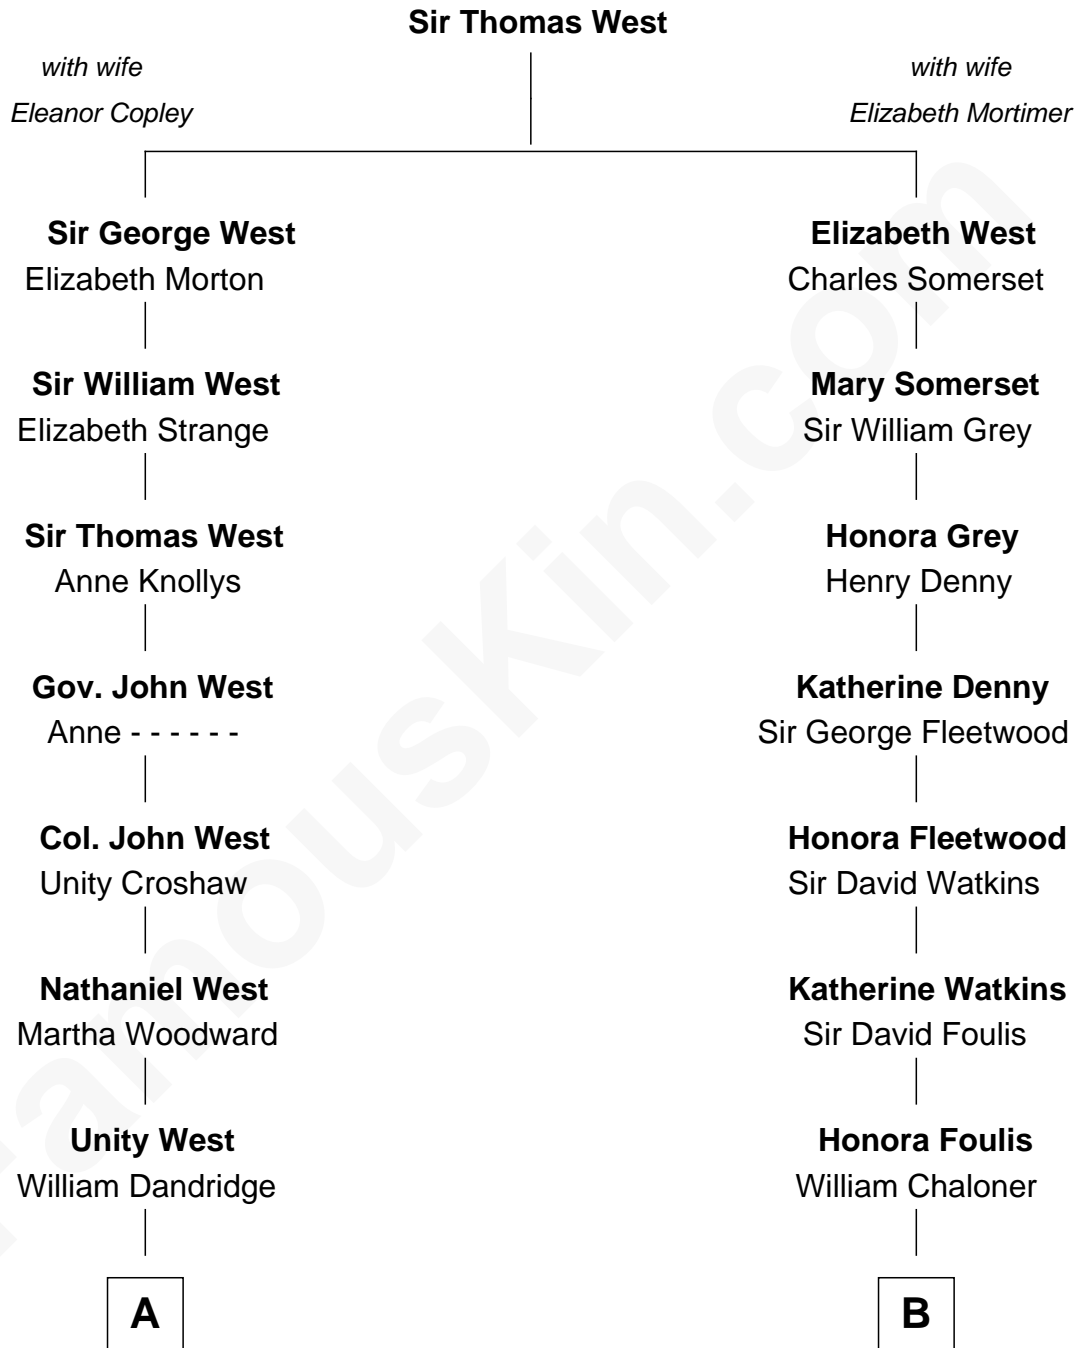 Sir Thomas West
with wife
Eleanor Copley
with wife
Elizabeth Mortimer
Sir George West
Elizabeth Morton
Elizabeth West
Charles Somerset
Sir William West
Elizabeth Strange
Mary Somerset
Sir William Grey
Sir Thomas West
Anne Knollys
Honora Grey
Henry Denny
Gov. John West
Anne - - - - - -
Katherine Denny
Sir George Fleetwood
Col. John West
Unity Croshaw
Honora Fleetwood
Sir David Watkins
Nathaniel West
Martha Woodward
Katherine Watkins
Sir David Foulis
Unity West
William Dandridge
Honora Foulis
William Chaloner
A
B
FamousKin.com